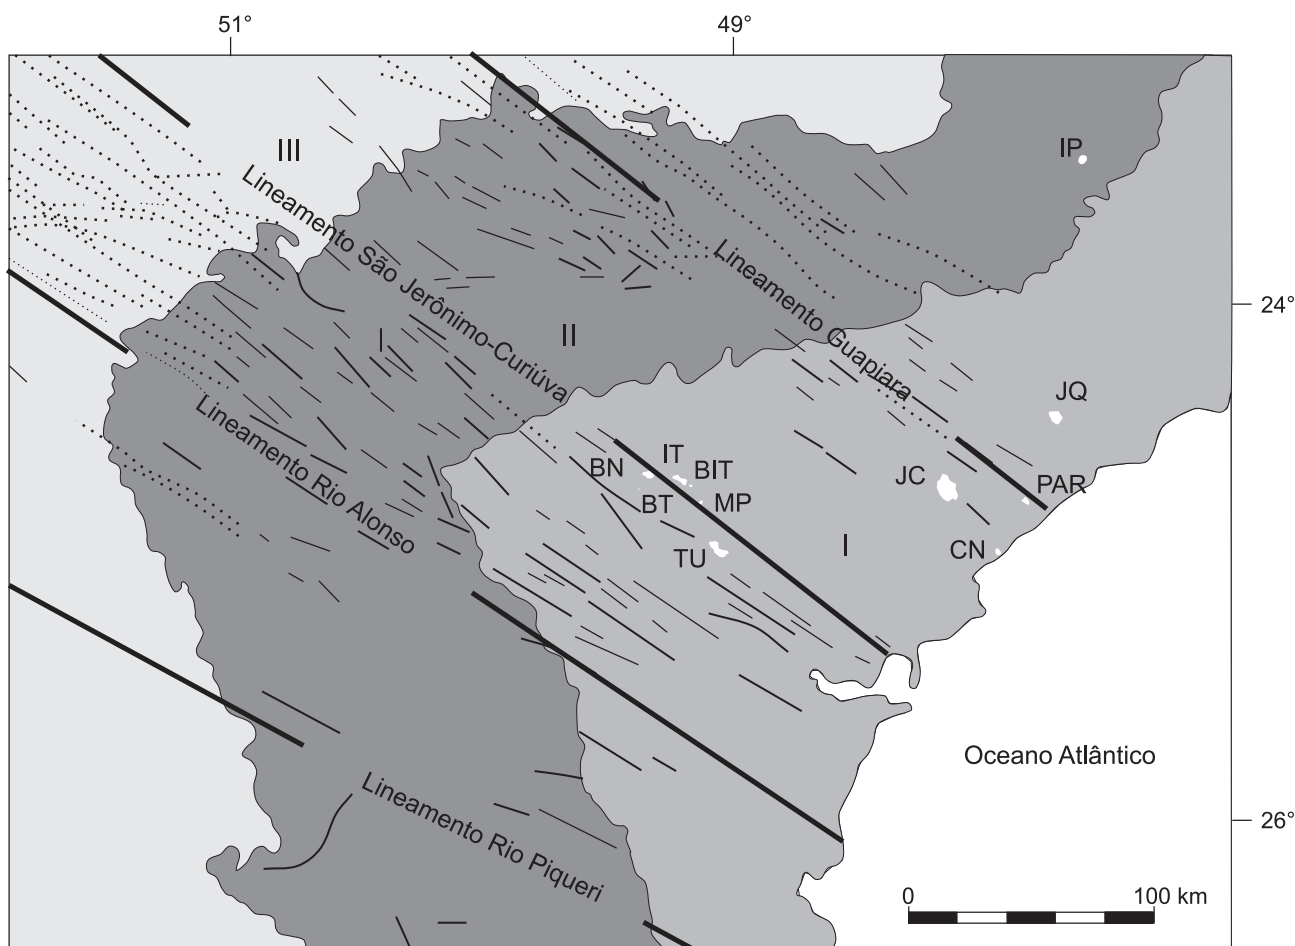 51°
49°
III
IP
Lineamento São Jerônimo-Curiúva
Lineamento Guapiara
24°
I
II
JQ
Lineamento Rio Alonso
IT
BN
BIT
JC
PAR
BT
MP
TU
I
CN
Oceano Atlântico
Lineamento Rio Piqueri
26°
0
100 km